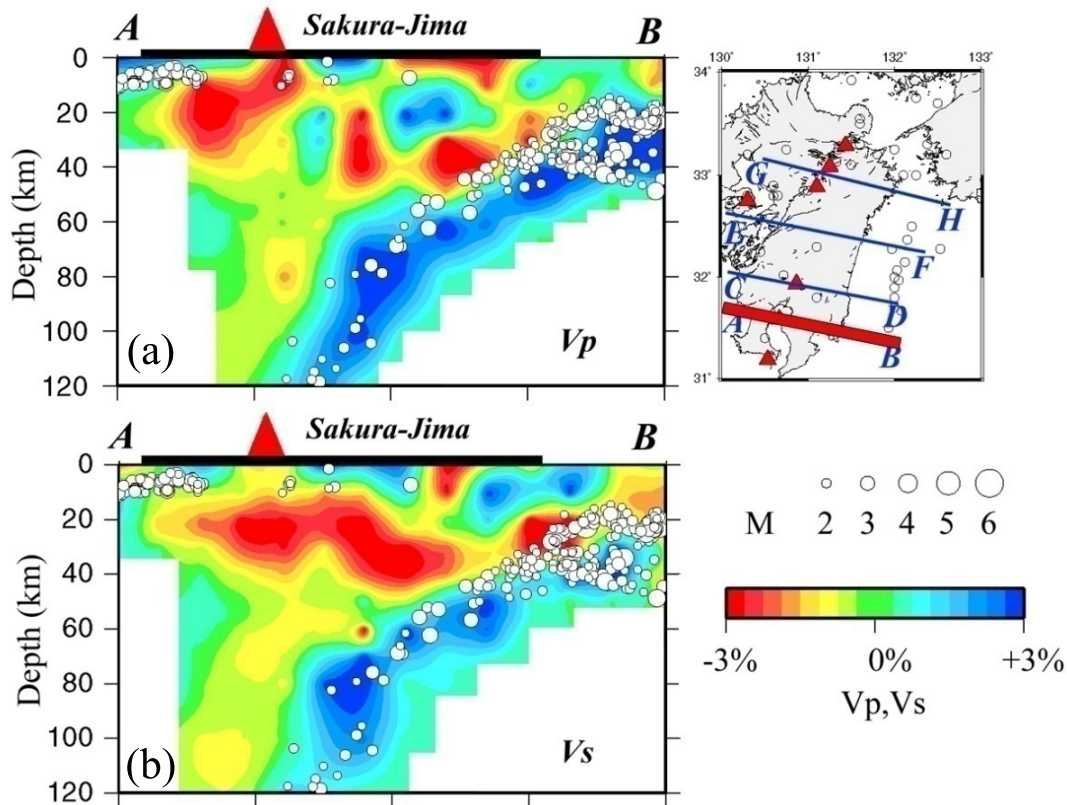 A Sakura-Jima B
0
20
40
60
80
100
120
Depth (km)
(a)
Vp
130° 131° 132° 133°
34°
33°
32°
31°
G
H
E
F
C
D
A
B
A Sakura-Jima B
0
20
40
60
80
100
120
Depth (km)
(b)
Vs
M 2 3 4 5 6
-3% 0% +3%
Vp,Vs